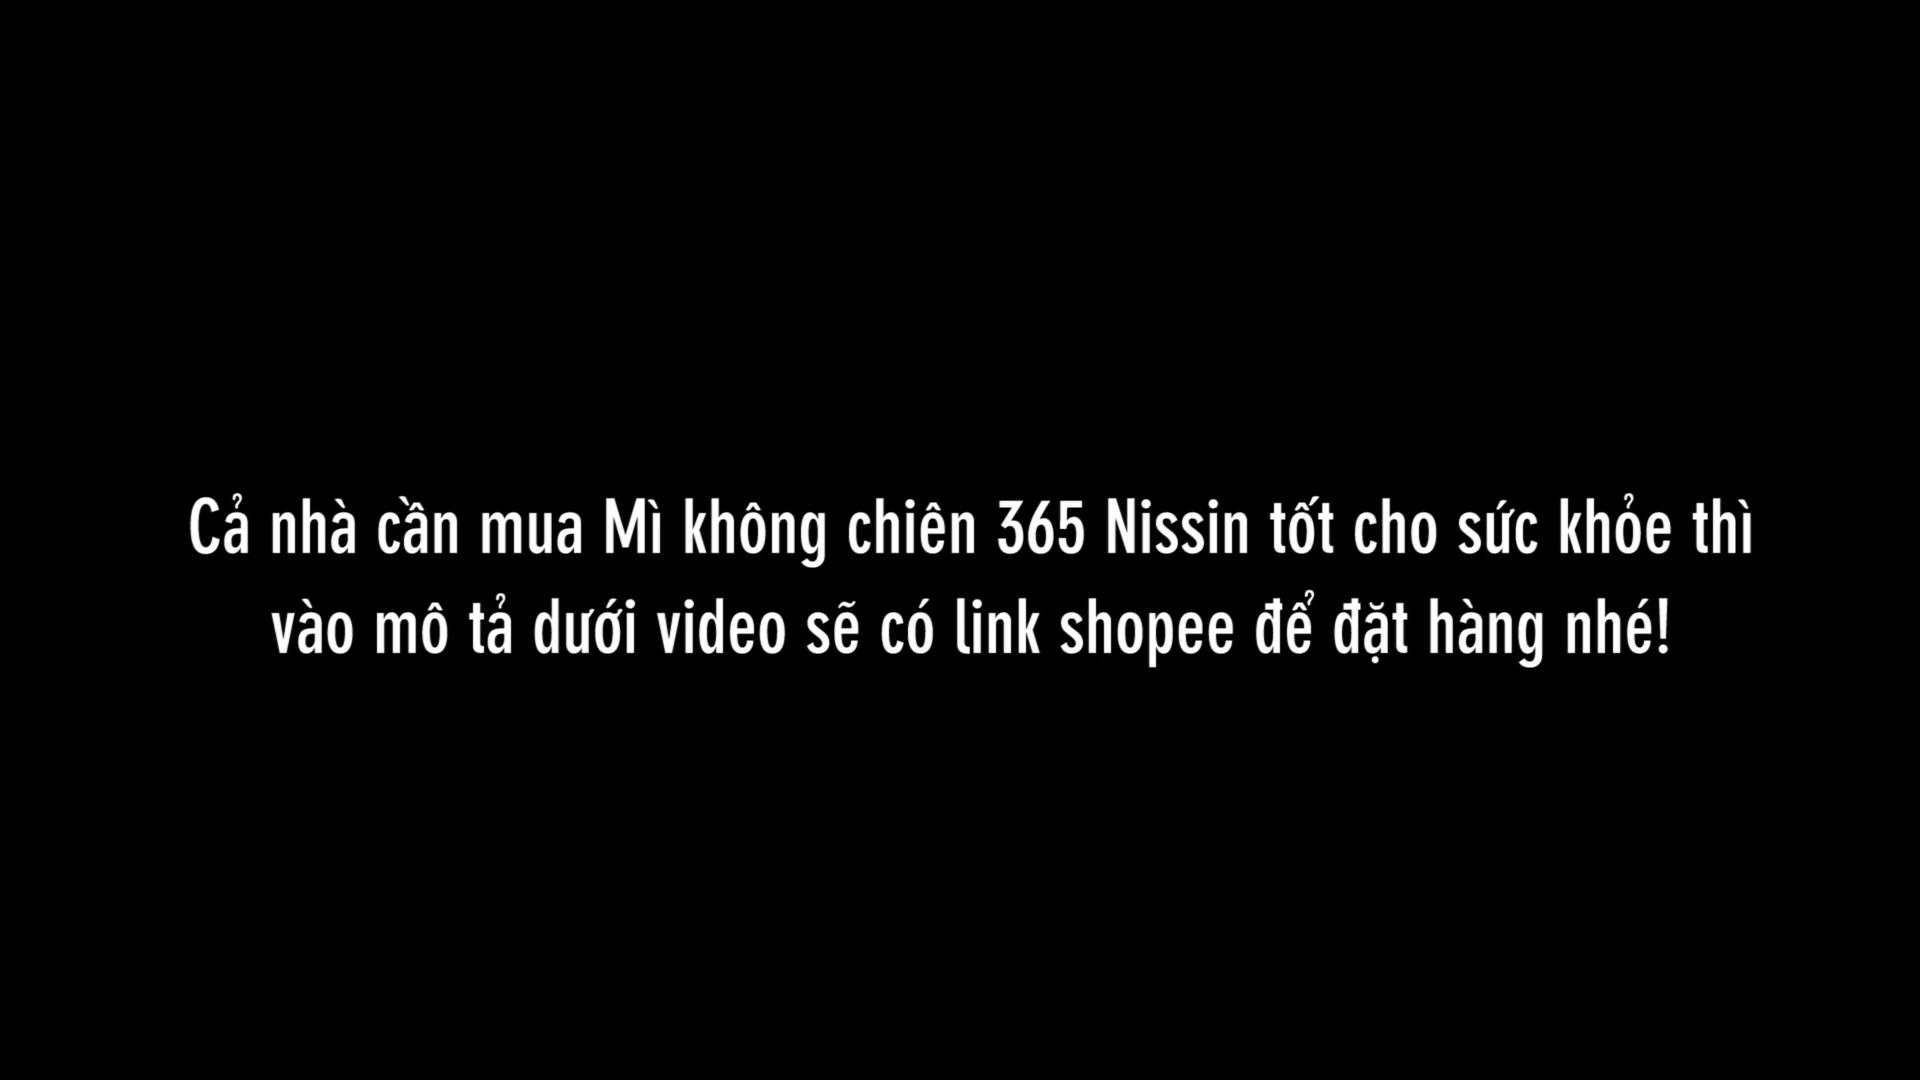 Cả nhà cần mua Mì không chiên 365 Nissin tốt cho sức khỏe thì
vào mô tả dưới video sẽ có link shopee để đặt hàng nhé!